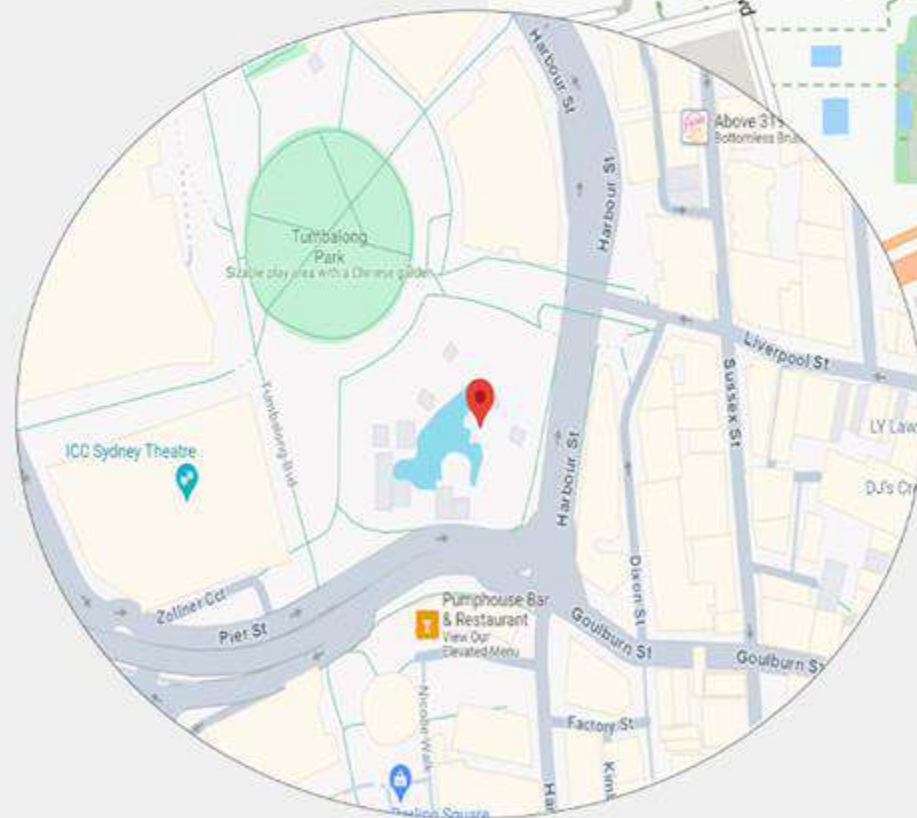 Harbour St
Above 319
Bottomless Bru
Harbour St
Tumbalong
Park
Sizable play area with a Chinese garden
Liverpool St
Sussex St
Tumbalong Blvd
LY Law
ICC Sydney Theatre
Harbour St
DJ's Cr
Dixon St
Zollner Cct
Pier St
Pumphouse Bar
& Restaurant
View Our
Elevated Menu
Goulburn St
Goulburn St
Nicolle Walk
Factory St
Darling Square